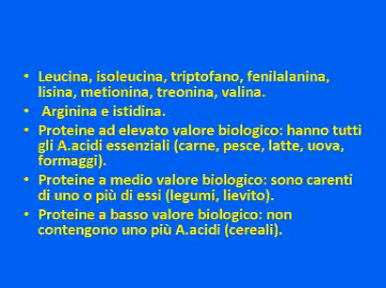 • Leucina, isoleucina, triptofano, fenilalanina,
lisina, metionina, treonina, valina.
• Arginina e istidina.
• Proteine ad elevato valore biologico: hanno tutti
gli A.acidi essenziali (carne, pesce, latte, uova,
formaggi).
• Proteine a medio valore biologico: sono carenti
di uno o più di essi (legumi, lievito).
• Proteine a basso valore biologico: non
contengono uno più A.acidi (cereali).